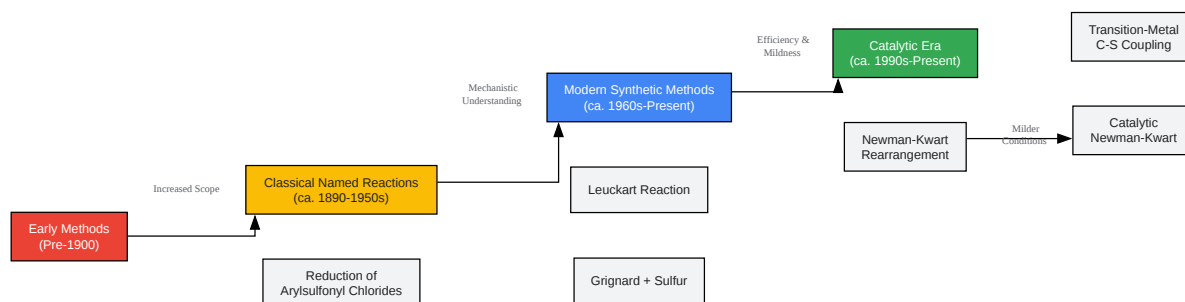 Transition-Metal
C-S Coupling
Efficiency &
Mildness
Catalytic Era
(ca. 1990s-Present)
Mechanistic
Understanding
Modern Synthetic Methods
(ca. 1960s-Present)
Newman-Kwart
Rearrangement
Milder
Conditions
Catalytic
Newman-Kwart
Increased Scope
Classical Named Reactions
(ca. 1890-1950s)
Leuckart Reaction
Early Methods
(Pre-1900)
Reduction of
Arylsulfonyl Chlorides
Grignard + Sulfur